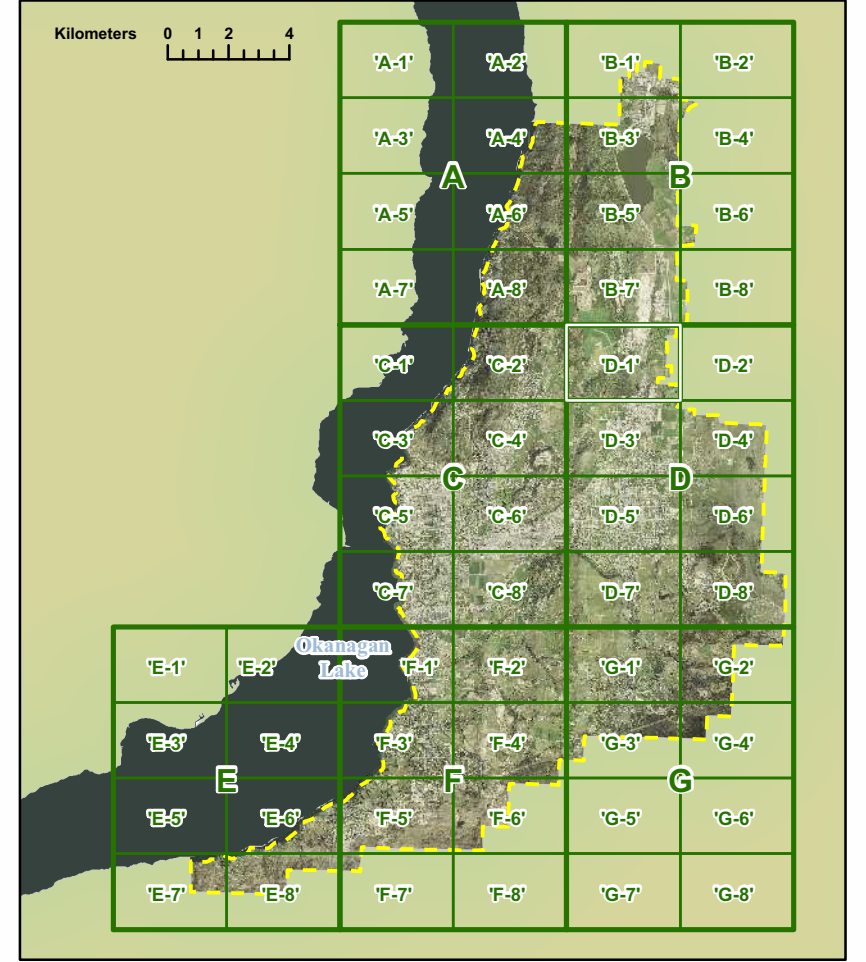 Kilometers 0 1 2 4
'A-1' 'A-2' 'B-1' 'B-2'
'A-3' 'A-4' 'B-3' 'B-4'
A B
'A-5' 'A-6' 'B-5' 'B-6'
'A-7' 'A-8' 'B-7' 'B-8'
'C-1' 'C-2' 'D-1' 'D-2'
'C-3' 'C-4' 'D-3' 'D-4'
C D
'C-5' 'C-6' 'D-5' 'D-6'
'C-7' 'C-8' 'D-7' 'D-8'
Okanagan
Lake
'E-1' 'E-2' 'F-1' 'F-2' 'G-1' 'G-2'
'E-3' 'E-4' 'F-3' 'F-4' 'G-3' 'G-4'
E F G
'E-5' 'E-6' 'F-5' 'F-6' 'G-5' 'G-6'
'E-7' 'E-8' 'F-7' 'F-8' 'G-7' 'G-8'